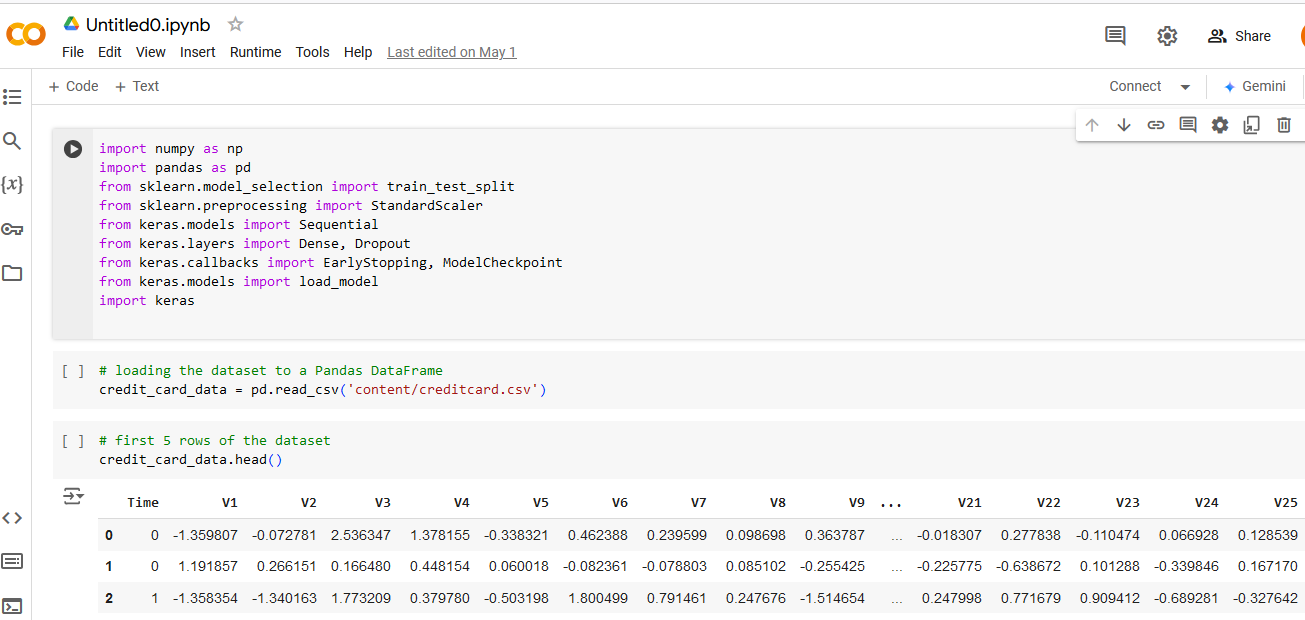 Untitled0.ipynb
File Edit View Insert Runtime Tools Help Last edited on May 1
Share
+ Code + Text
Connect
Gemini
import numpy as np
import pandas as pd
from sklearn.model_selection import train_test_split
from sklearn.preprocessing import StandardScaler
from keras.models import Sequential
from keras.layers import Dense, Dropout
from keras.callbacks import EarlyStopping, ModelCheckpoint
from keras.models import load_model
import keras
[ ] # loading the dataset to a Pandas DataFrame
credit_card_data = pd.read_csv('content/creditcard.csv')
[ ] # first 5 rows of the dataset
credit_card_data.head()
Time V1 V2 V3 V4 V5 V6 V7 V8 V9 ... V21 V22 V23 V24 V25
0 0 -1.359807 -0.072781 2.536347 1.378155 -0.338321 0.462388 0.239599 0.098698 0.363787 ... -0.018307 0.277838 -0.110474 0.066928 0.128539
1 0 1.191857 0.266151 0.166480 0.448154 0.060018 -0.082361 -0.078803 0.085102 -0.255425 ... -0.225775 -0.638672 0.101288 -0.339846 0.167170
2 1 -1.358354 -1.340163 1.773209 0.379780 -0.503198 1.800499 0.791461 0.247676 -1.514654 ... 0.247998 0.771679 0.909412 -0.689281 -0.327642